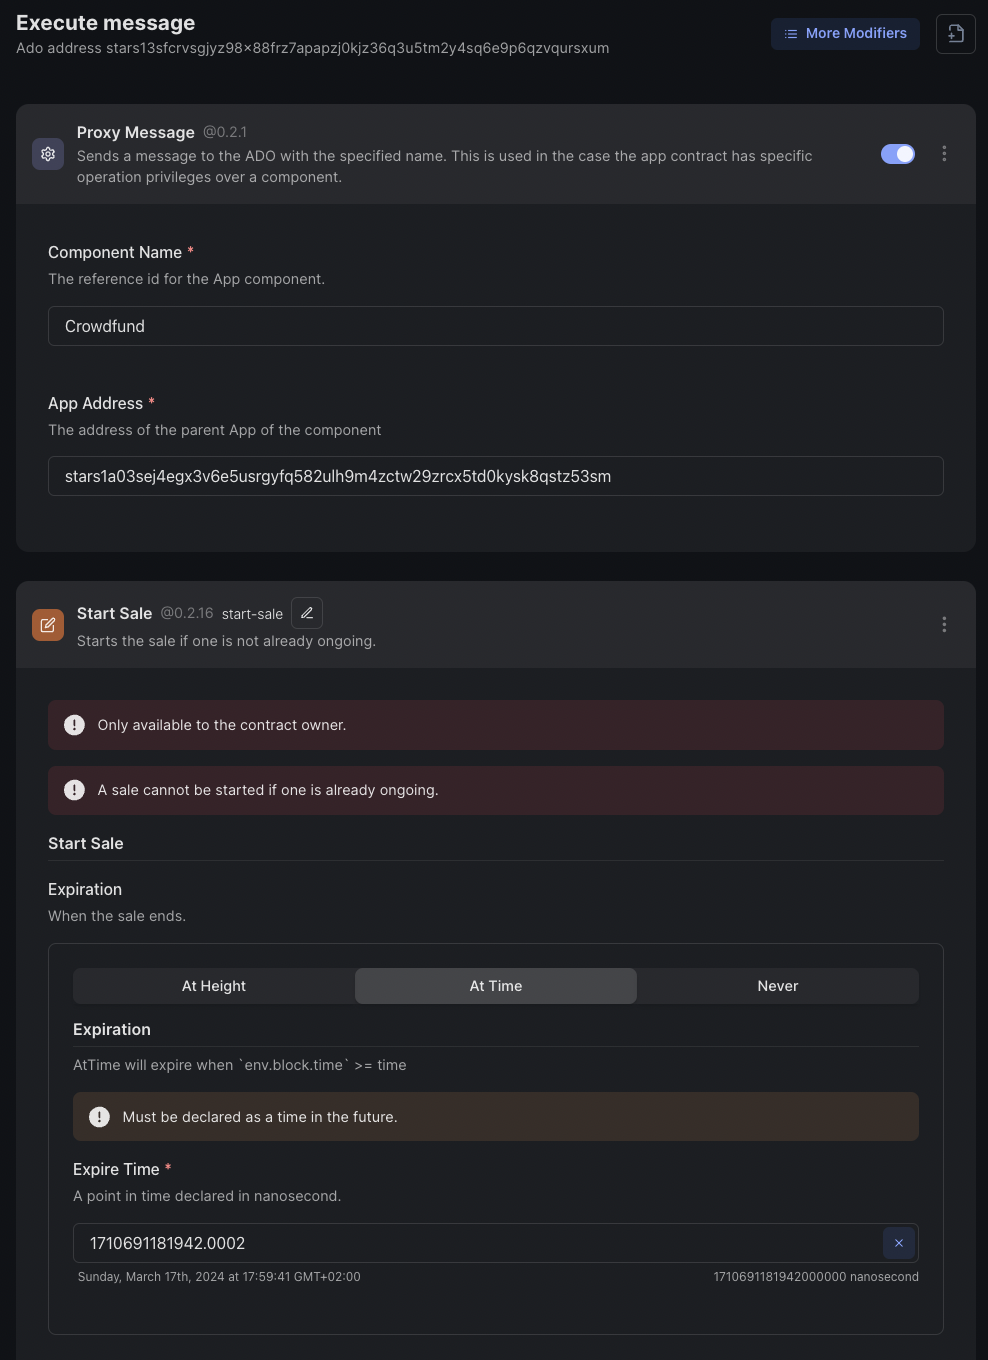 Execute message
Ado address stars13sfcrvsgjyz98x88frz7apapzj0kjz36q3u5tm2y4sq6e9p6qzvqursxum
More Modifiers
Proxy Message @0.2.1
Sends a message to the ADO with the specified name. This is used in the case the app contract has specific
operation privileges over a component.
Component Name *
The reference id for the App component.
Crowdfund
App Address *
The address of the parent App of the component
stars1a03sej4egx3v6e5usrgyfq582ulh9m4zctw29zrcx5td0kysk8qstz53sm
Start Sale @0.2.16 start-sale
Starts the sale if one is not already ongoing.
Only available to the contract owner.
A sale cannot be started if one is already ongoing.
Start Sale
Expiration
When the sale ends.
At Height At Time Never
Expiration
AtTime will expire when `env.block.time` >= time
Must be declared as a time in the future.
Expire Time *
A point in time declared in nanosecond.
1710691181942.0002
Sunday, March 17th, 2024 at 17:59:41 GMT+02:00 1710691181942000000 nanosecond